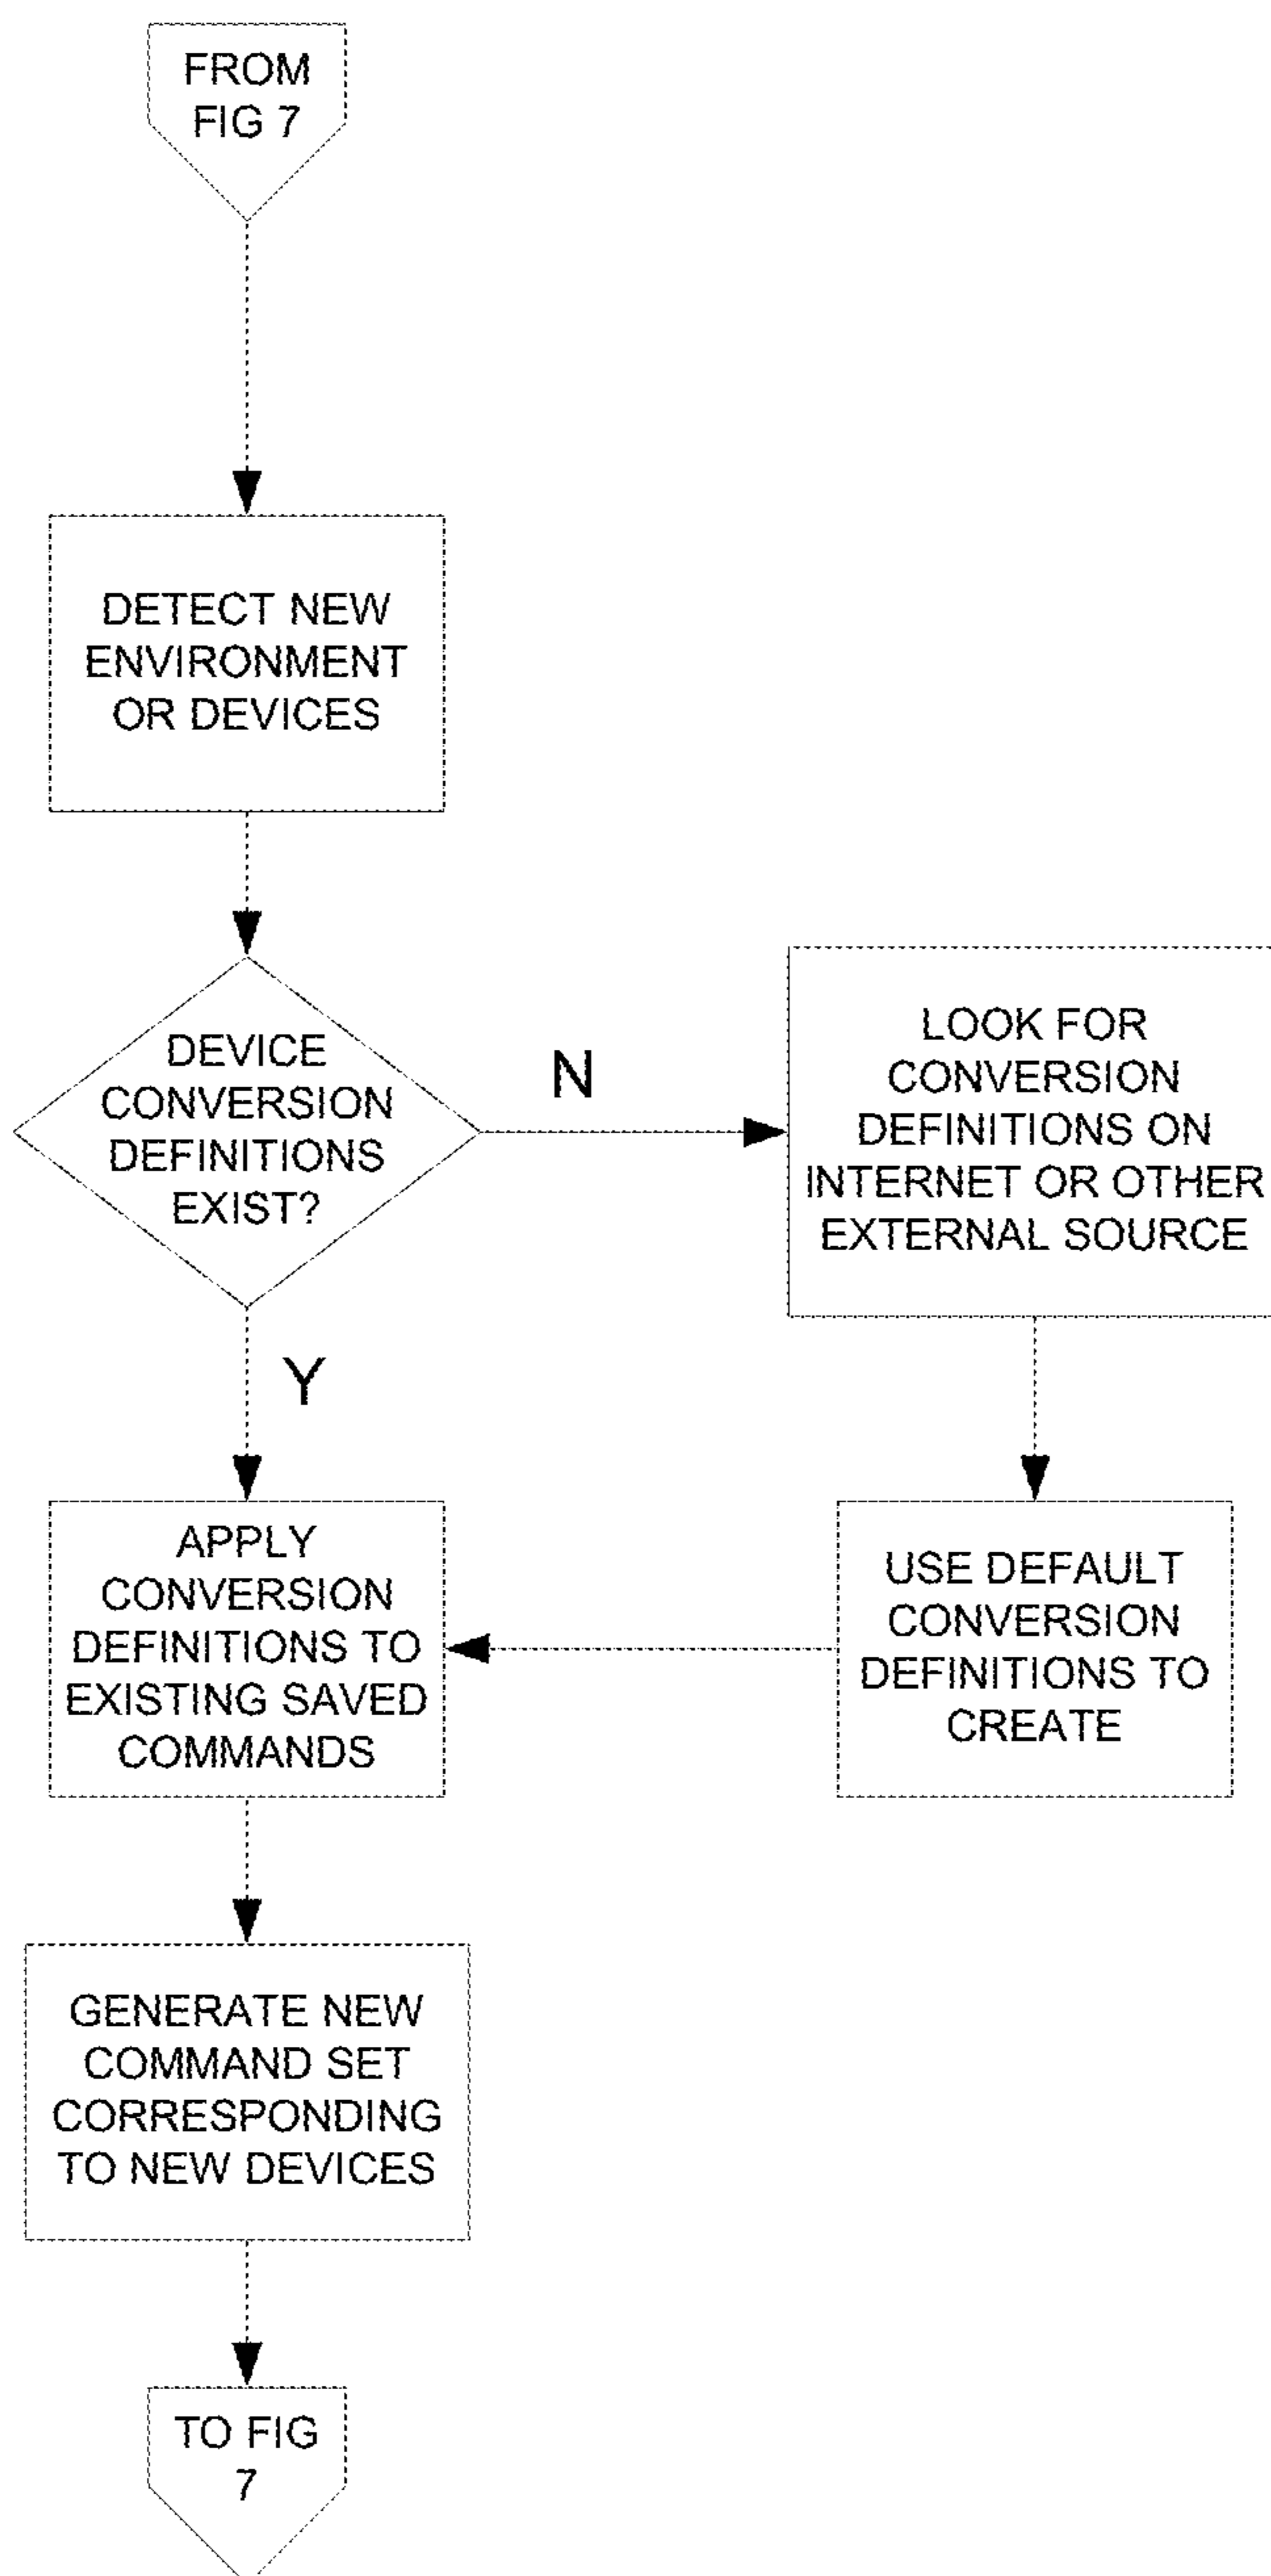 FROM
FIG 7
DETECT NEW
ENVIRONMENT
OR DEVICES
DEVICE
CONVERSION
DEFINITIONS
EXIST?
N
LOOK FOR
CONVERSION
DEFINITIONS ON
INTERNET OR OTHER
EXTERNAL SOURCE
Y
APPLY
CONVERSION
DEFINITIONS TO
EXISTING SAVED
COMMANDS
USE DEFAULT
CONVERSION
DEFINITIONS TO
CREATE
GENERATE NEW
COMMAND SET
CORRESPONDING
TO NEW DEVICES
TO FIG
7